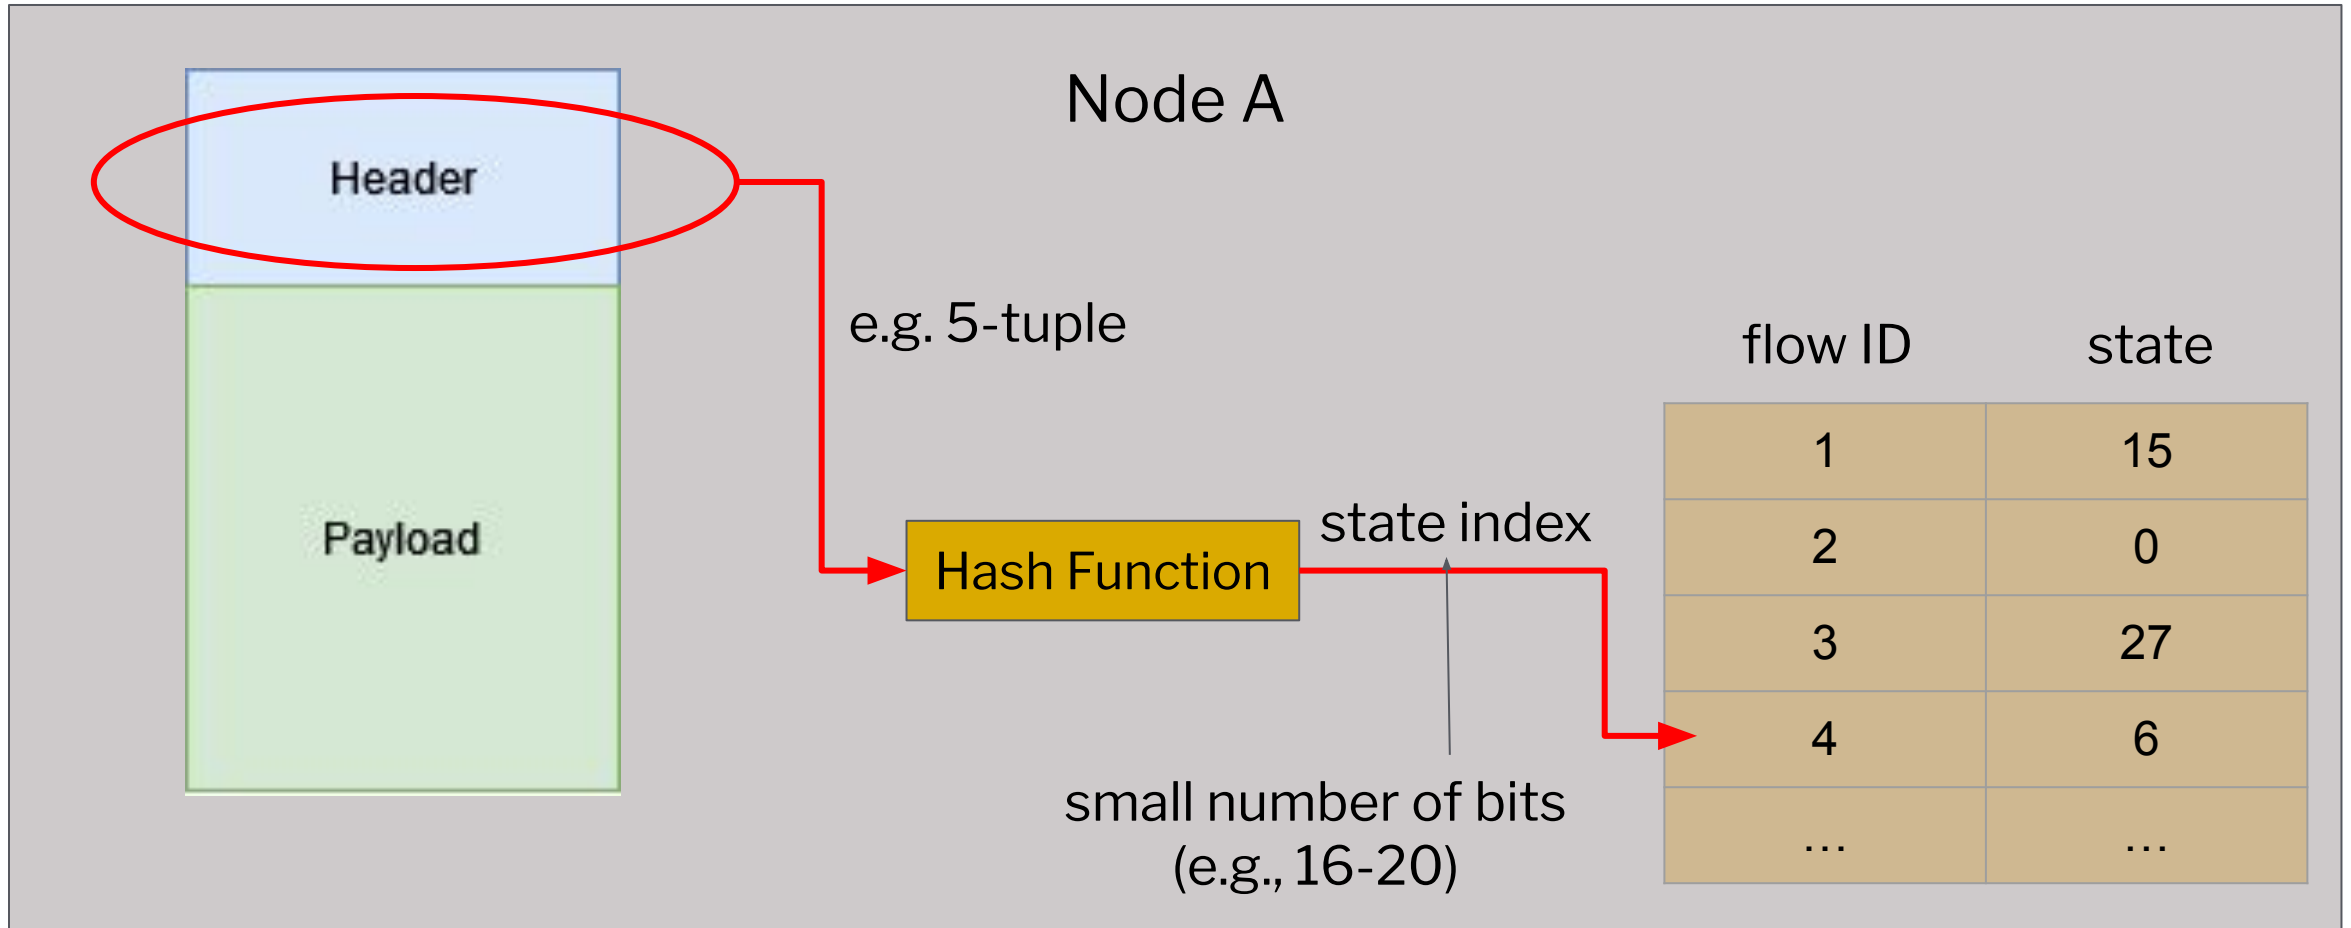 Node A
Header
e.g. 5-tuple
Payload
Hash Function
state index
small number of bits
(e.g., 16-20)
flow ID state
1 15
2 0
3 27
4 6
... ...